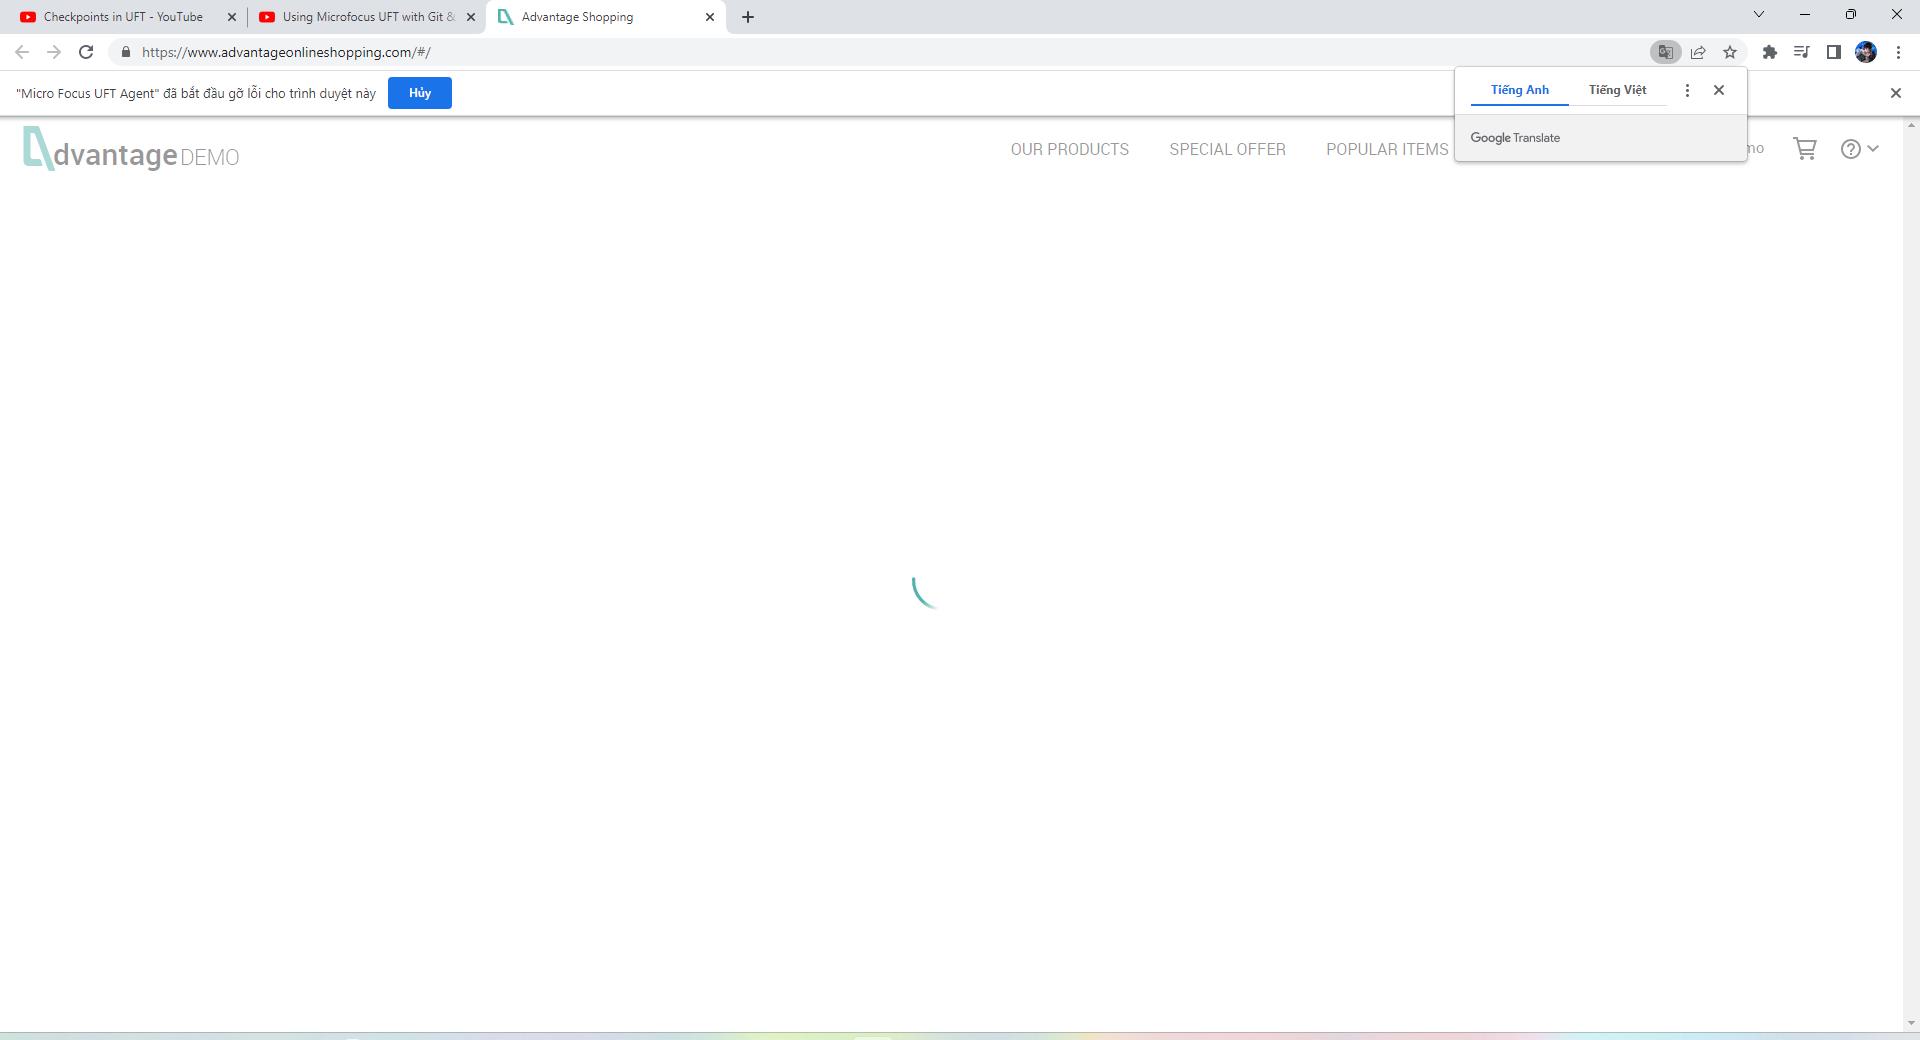 Checkpoints in UFT - YouTube
Using Microfocus UFT with Git &
Advantage Shopping
https://www.advantageonlineshopping.com/#/
"Micro Focus UFT Agent" đã bắt đầu gỡ lỗi cho trình duyệt này
Hủy
Tiếng Anh
Tiếng Việt
Google Translate
dvantage DEMO
OUR PRODUCTS
SPECIAL OFFER
POPULAR ITEMS
mo